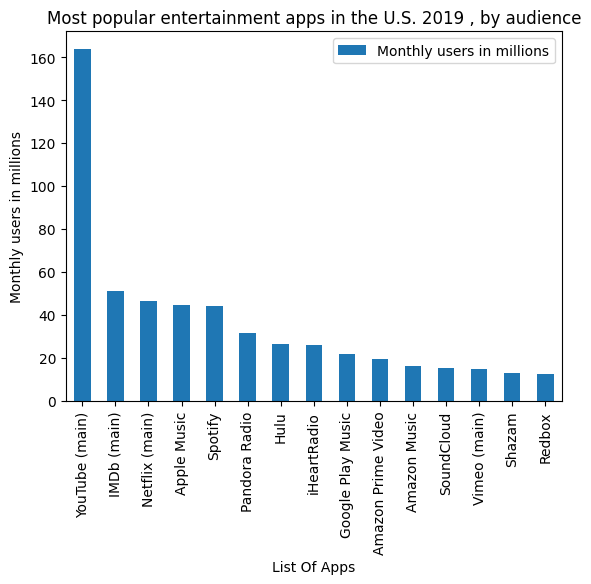 Most popular entertainment apps in the U.S. 2019 , by audience
Monthly users in millions
Monthly users in millions
160
140
120
100
80
60
40
20
0
YouTube (main)
IMDb (main)
Netflix (main)
Apple Music
Spotify
Pandora Radio
Hulu
iHeartRadio
Google Play Music
Amazon Prime Video
Amazon Music
SoundCloud
Vimeo (main)
Shazam
Redbox
List Of Apps